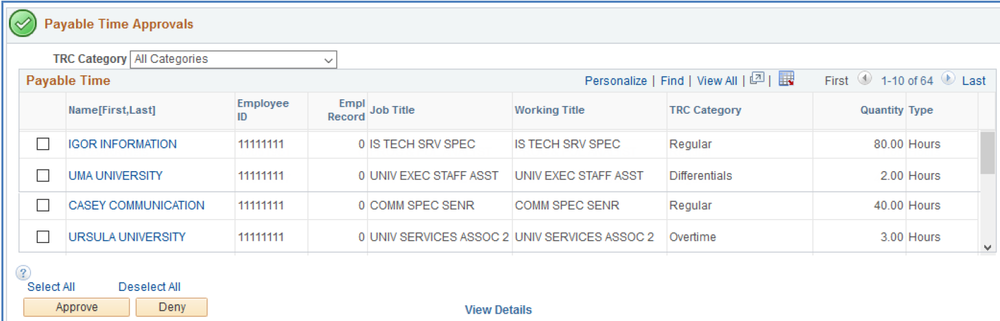 Payable Time Approvals
TRC Category All Categories
Payable Time Personalize | Find | View All | | First 1-10 of 64 Last
Name[First,Last] Employee ID Empl Record Job Title Working Title TRC Category Quantity Type
IGOR INFORMATION 11111111 0 IS TECH SRV SPEC IS TECH SRV SPEC Regular 80.00 Hours
UMA UNIVERSITY 11111111 0 UNIV EXEC STAFF ASST UNIV EXEC STAFF ASST Differentials 2.00 Hours
CASEY COMMUNICATION 11111111 0 COMM SPEC SENR COMM SPEC SENR Regular 40.00 Hours
URSULA UNIVERSITY 11111111 0 UNIV SERVICES ASSOC 2 UNIV SERVICES ASSOC 2 Overtime 3.00 Hours
?
Select All Deselect All
Approve Deny View Details